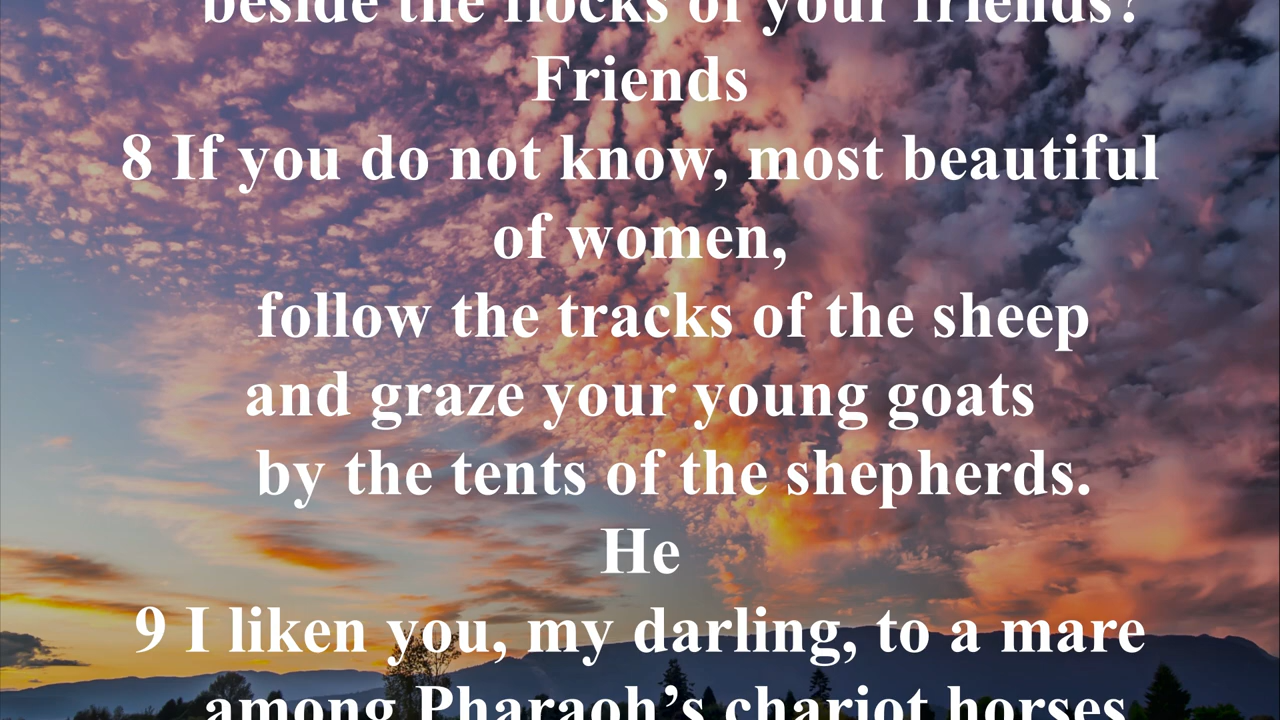 beside the flocks of your friends?
Friends
8 If you do not know, most beautiful
of women,
follow the tracks of the sheep
and graze your young goats
by the tents of the shepherds.
He
9 I liken you, my darling, to a mare
among Pharaoh’s chariot horses